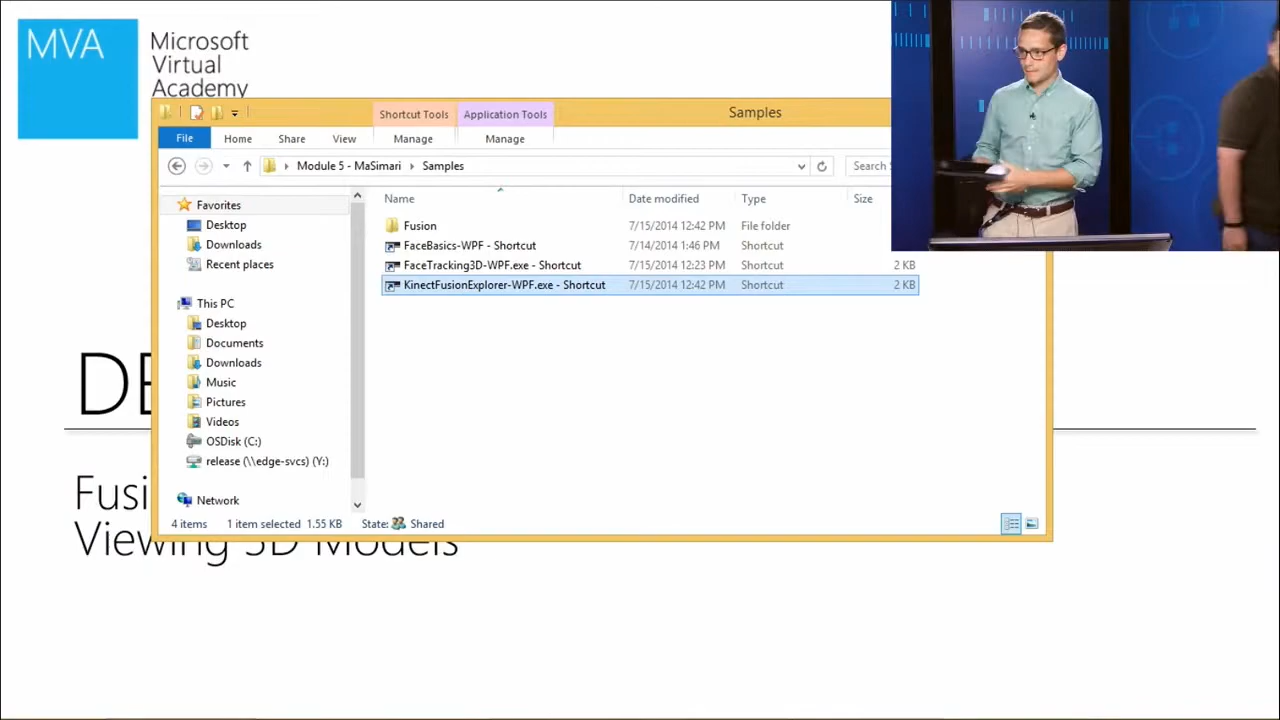 MVA
Microsoft
Virtual
Academy
Shortcut Tools
Application Tools
Samples
File
Home
Share
View
Manage
Manage
Module 5 - MaSimari
Samples
Search
Name
Date modified
Type
Size
Favorites
Desktop
Downloads
Recent places
This PC
Desktop
Documents
Downloads
Music
Pictures
Videos
OSDisk (C:)
release (\\edge-svcs) (Y:)
Network
Fusion
7/15/2014 12:42 PM
File folder
FaceBasics-WPF - Shortcut
7/14/2014 1:46 PM
Shortcut
FaceTracking3D-WPF.exe - Shortcut
7/15/2014 12:23 PM
Shortcut
2 KB
KinectFusionExplorer-WPF.exe - Shortcut
7/15/2014 12:42 PM
Shortcut
2 KB
4 items
1 item selected 1.55 KB
State:
Shared
Viewing 3D Models